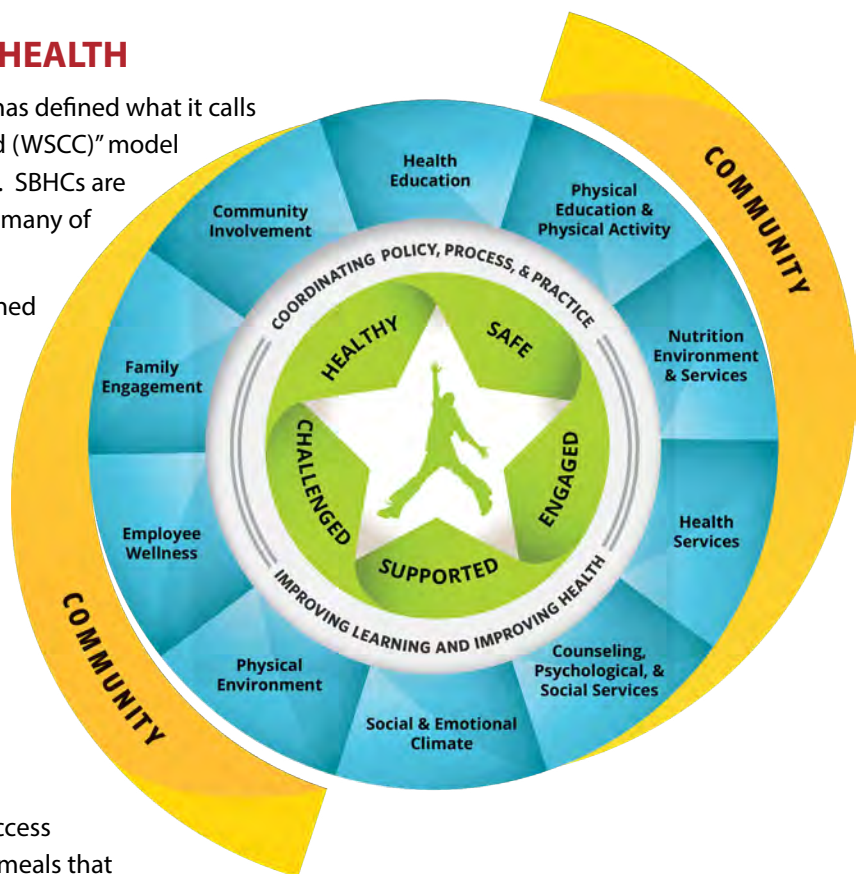 HEALTH
has defined what it calls
d (WSCC)” model
. SBHCs are
many of
ned
ccess
meals that
COMMUNITY
Health
Education
Physical
Education &
Physical Activity
Nutrition
Environment
& Services
Health
Services
Counseling,
Psychological, &
Social Services
Social & Emotional
Climate
Physical
Environment
Employee
Wellness
Family
Engagement
Community
Involvement
COORDINATING POLICY, PROCESS, & PRACTICE
IMPROVING LEARNING AND IMPROVING HEALTH
HEALTHY
SAFE
ENGAGED
SUPPORTED
CHALLENGED
COMMUNITY